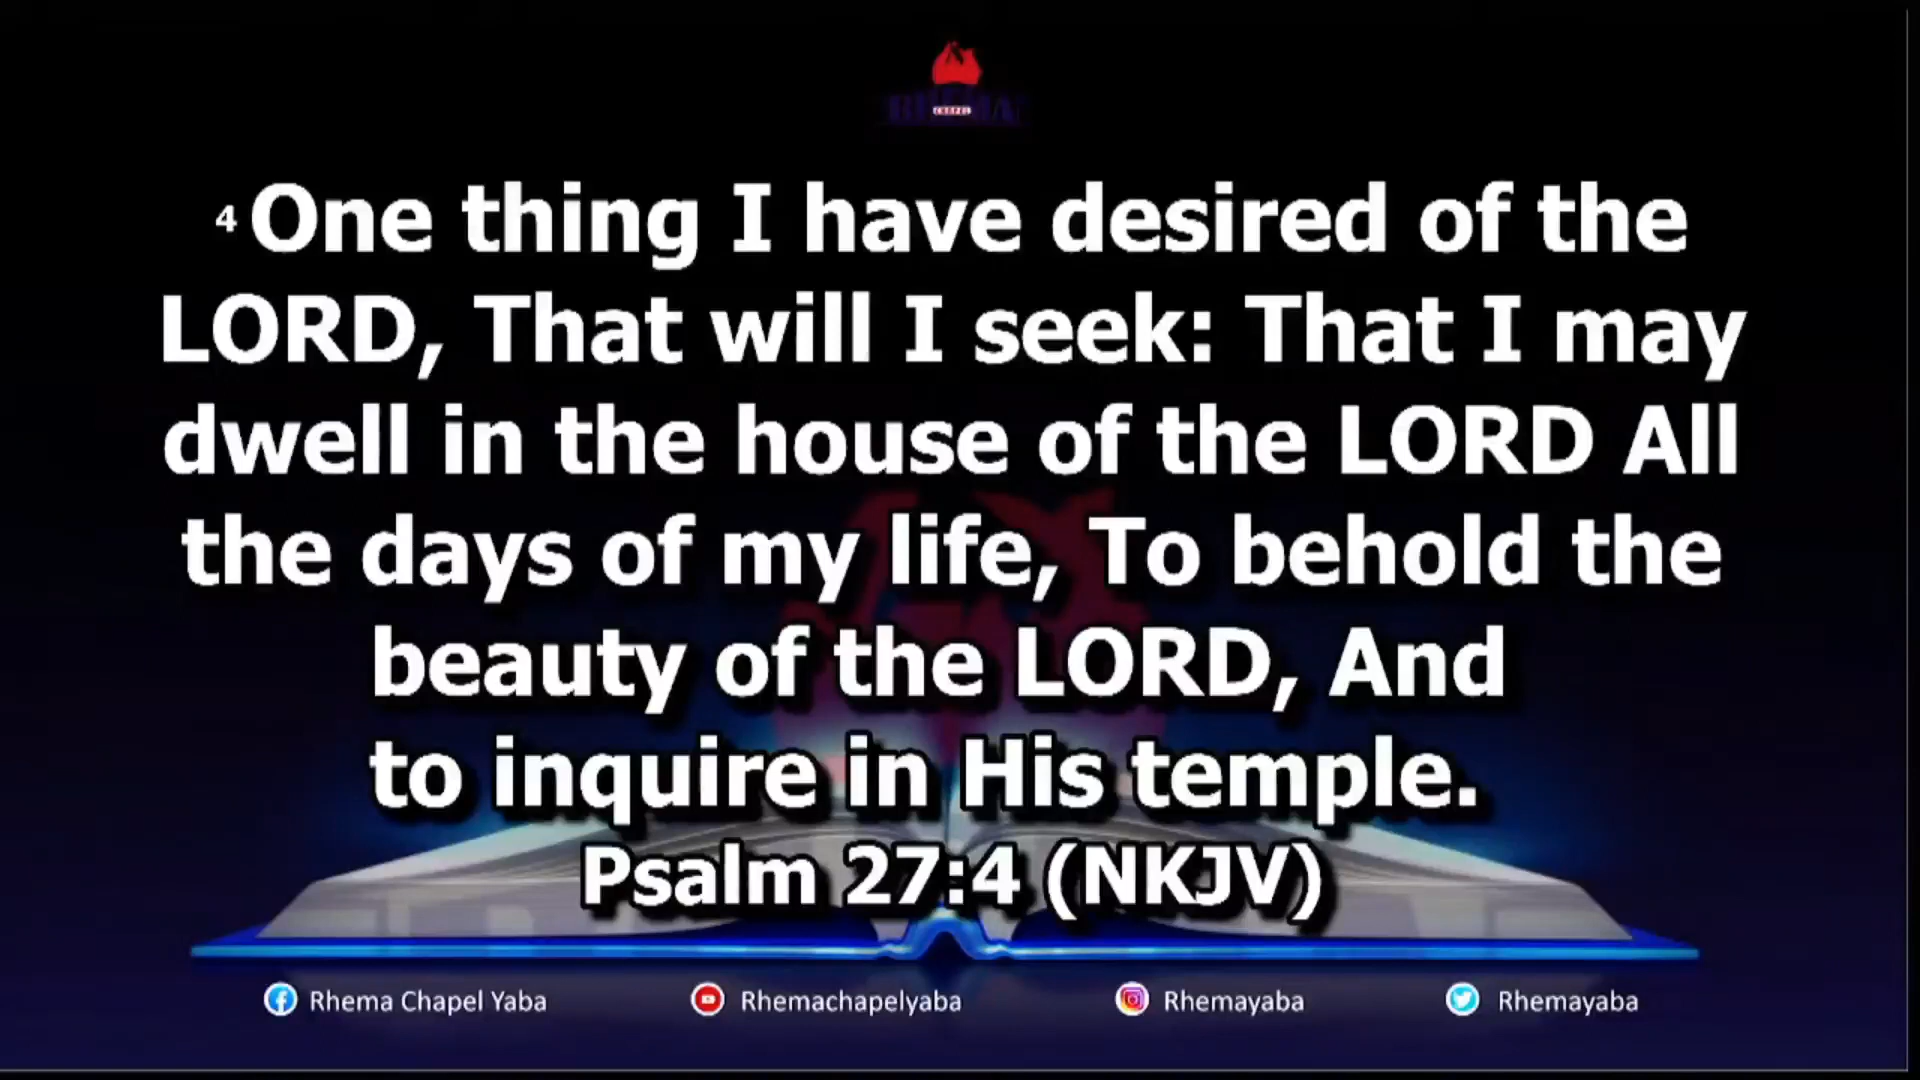 RHEMA
CHAPEL
4 One thing I have desired of the
LORD, That will I seek: That I may
dwell in the house of the LORD All
the days of my life, To behold the
beauty of the LORD, And
to inquire in His temple.
Psalm 27:4 (NKJV)
Rhema Chapel Yaba
Rhemachapelyaba
Rhemayaba
Rhemayaba